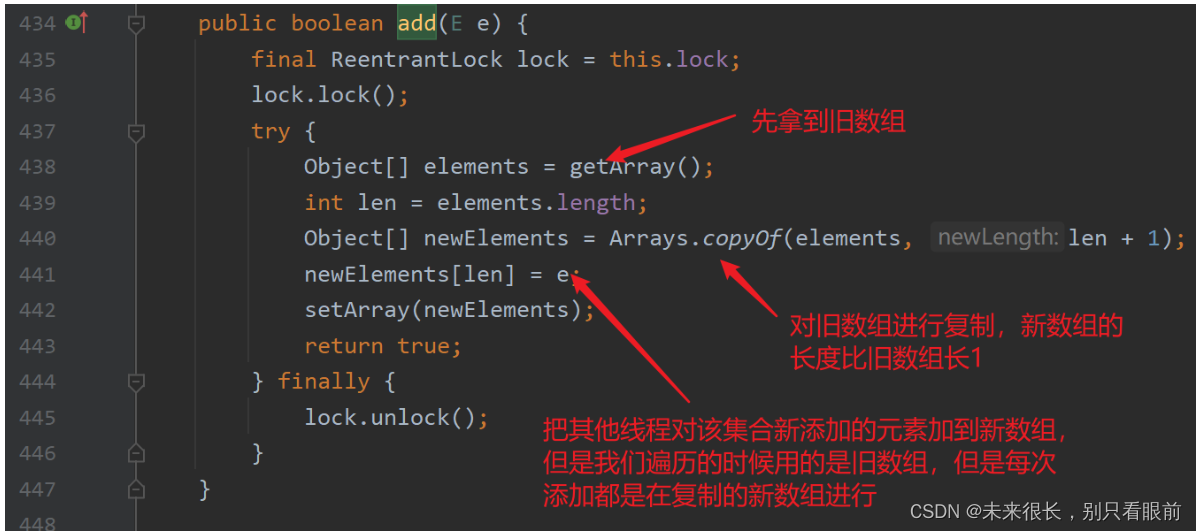 434 public boolean add(E e) {
435 final ReentrantLock lock = this.lock;
436 lock.lock();
437 try {
先拿到旧数组
438 Object[] elements = getArray();
439 int len = elements.length;
440 Object[] newElements = Arrays.copyOf(elements, newLength: len + 1);
441 newElements[len] = e;
442 setArray(newElements);
对旧数组进行复制，新数组的
443 return true;
长度比旧数组长1
444 } finally {
445 lock.unlock();
把其他线程对该集合新添加的元素加到新数组，
446 }
但是我们遍历的时候用的是旧数组，但是每次
447 }
添加都是在复制的新数组进行
CSDN @未来很长，别只看眼前
448